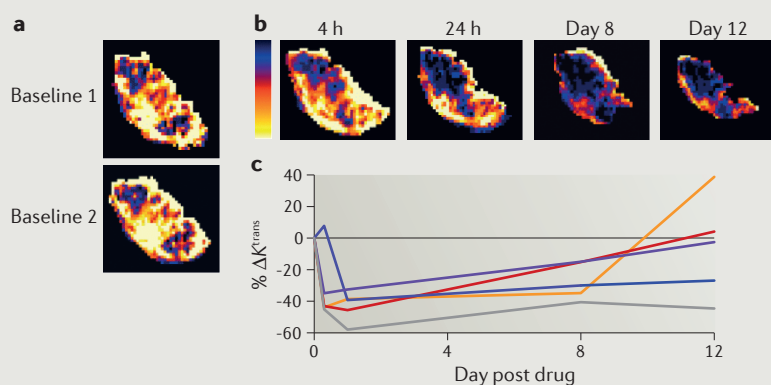 a
Baseline 1
Baseline 2
b
4 h
24 h
Day 8
Day 12
c
% ΔKtrans
40
20
0
-20
-40
-60
0
4
8
12
Day post drug